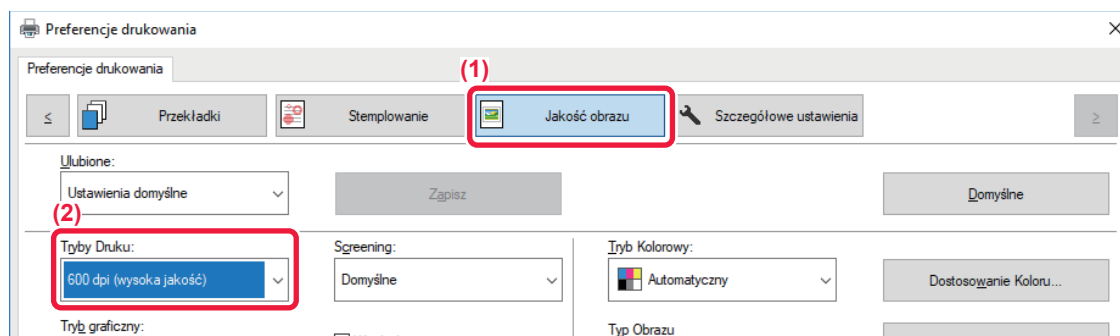 Preferencje drukowania
Preferencje drukowania
(1)
< Przekładki Stemplowanie Jakość obrazu Szczegółowe ustawienia >
Ulubione:
Ustawienia domyślne Zapisz Domyślne
(2)
Tryby Druku: Screening: Tryb Kolorowy:
600 dpi (wysoka jakość) Domyślne Automatyczny Dostosowanie Koloru...
Tryb graficzny: Typ Obrazu